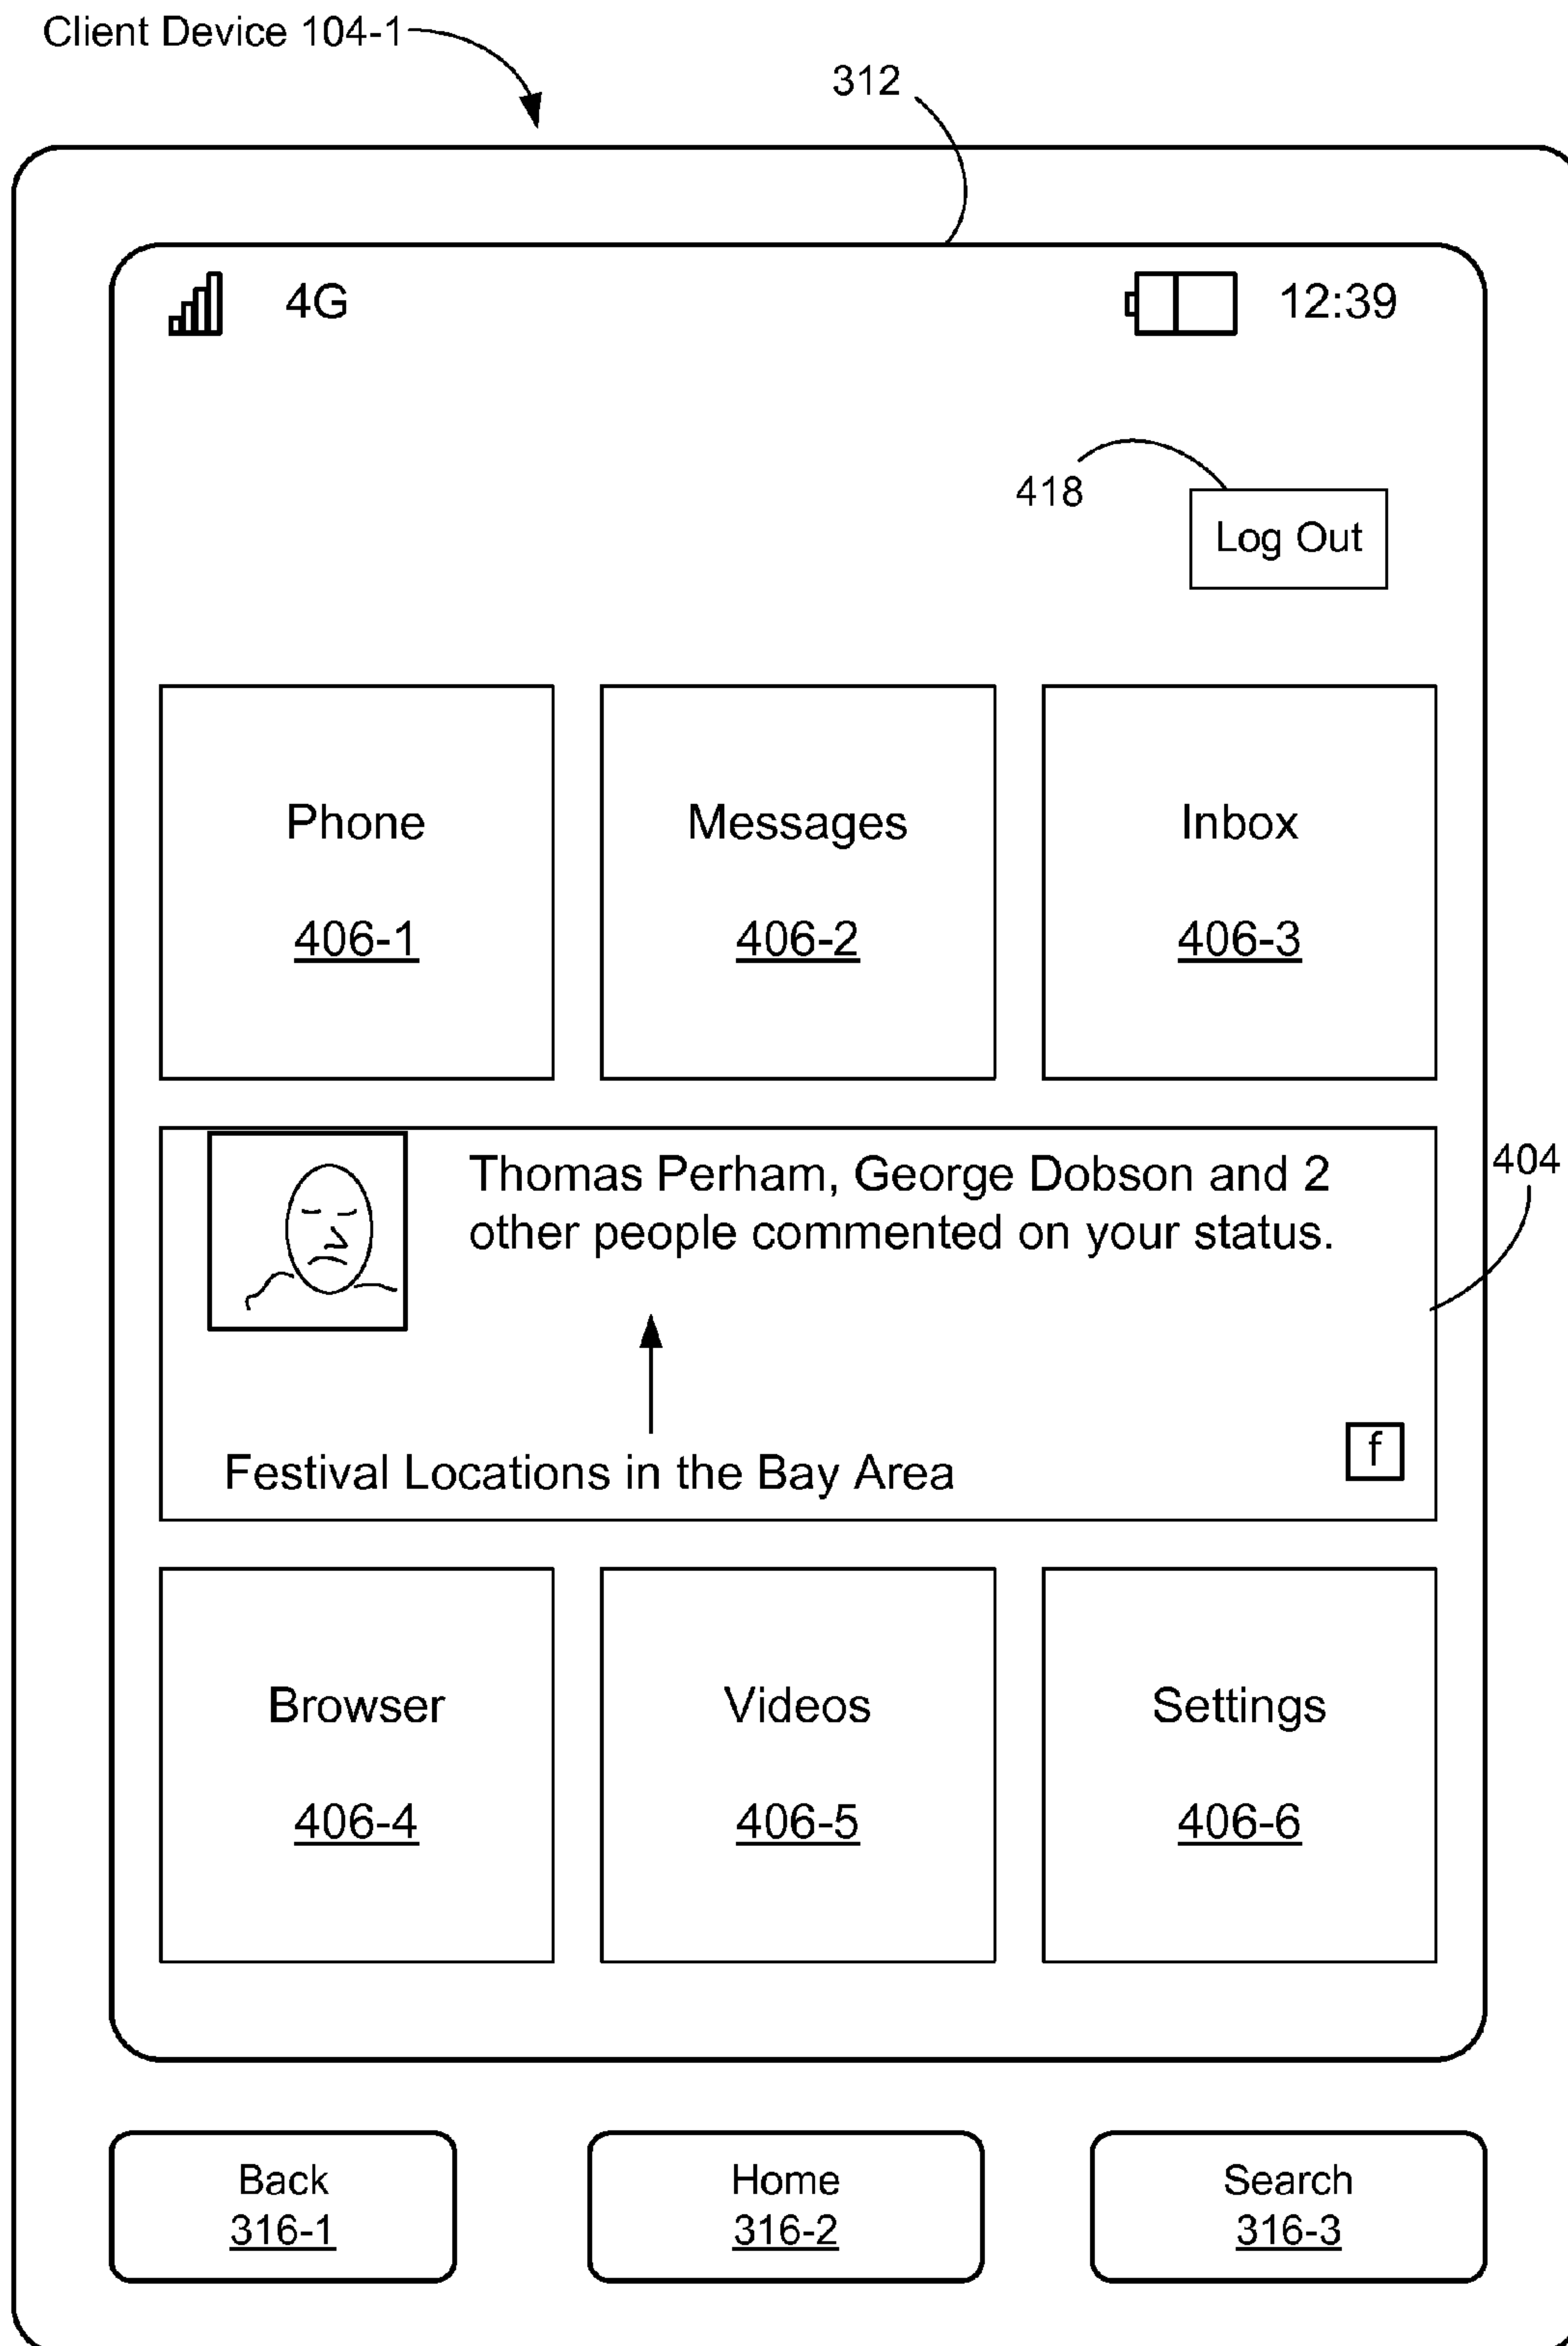 Client Device 104-1
312
4G
12:39
418
Log Out
Phone
406-1
Messages
406-2
Inbox
406-3
Thomas Perham, George Dobson and 2
other people commented on your status.
404
Festival Locations in the Bay Area
f
Browser
406-4
Videos
406-5
Settings
406-6
Back
316-1
Home
316-2
Search
316-3